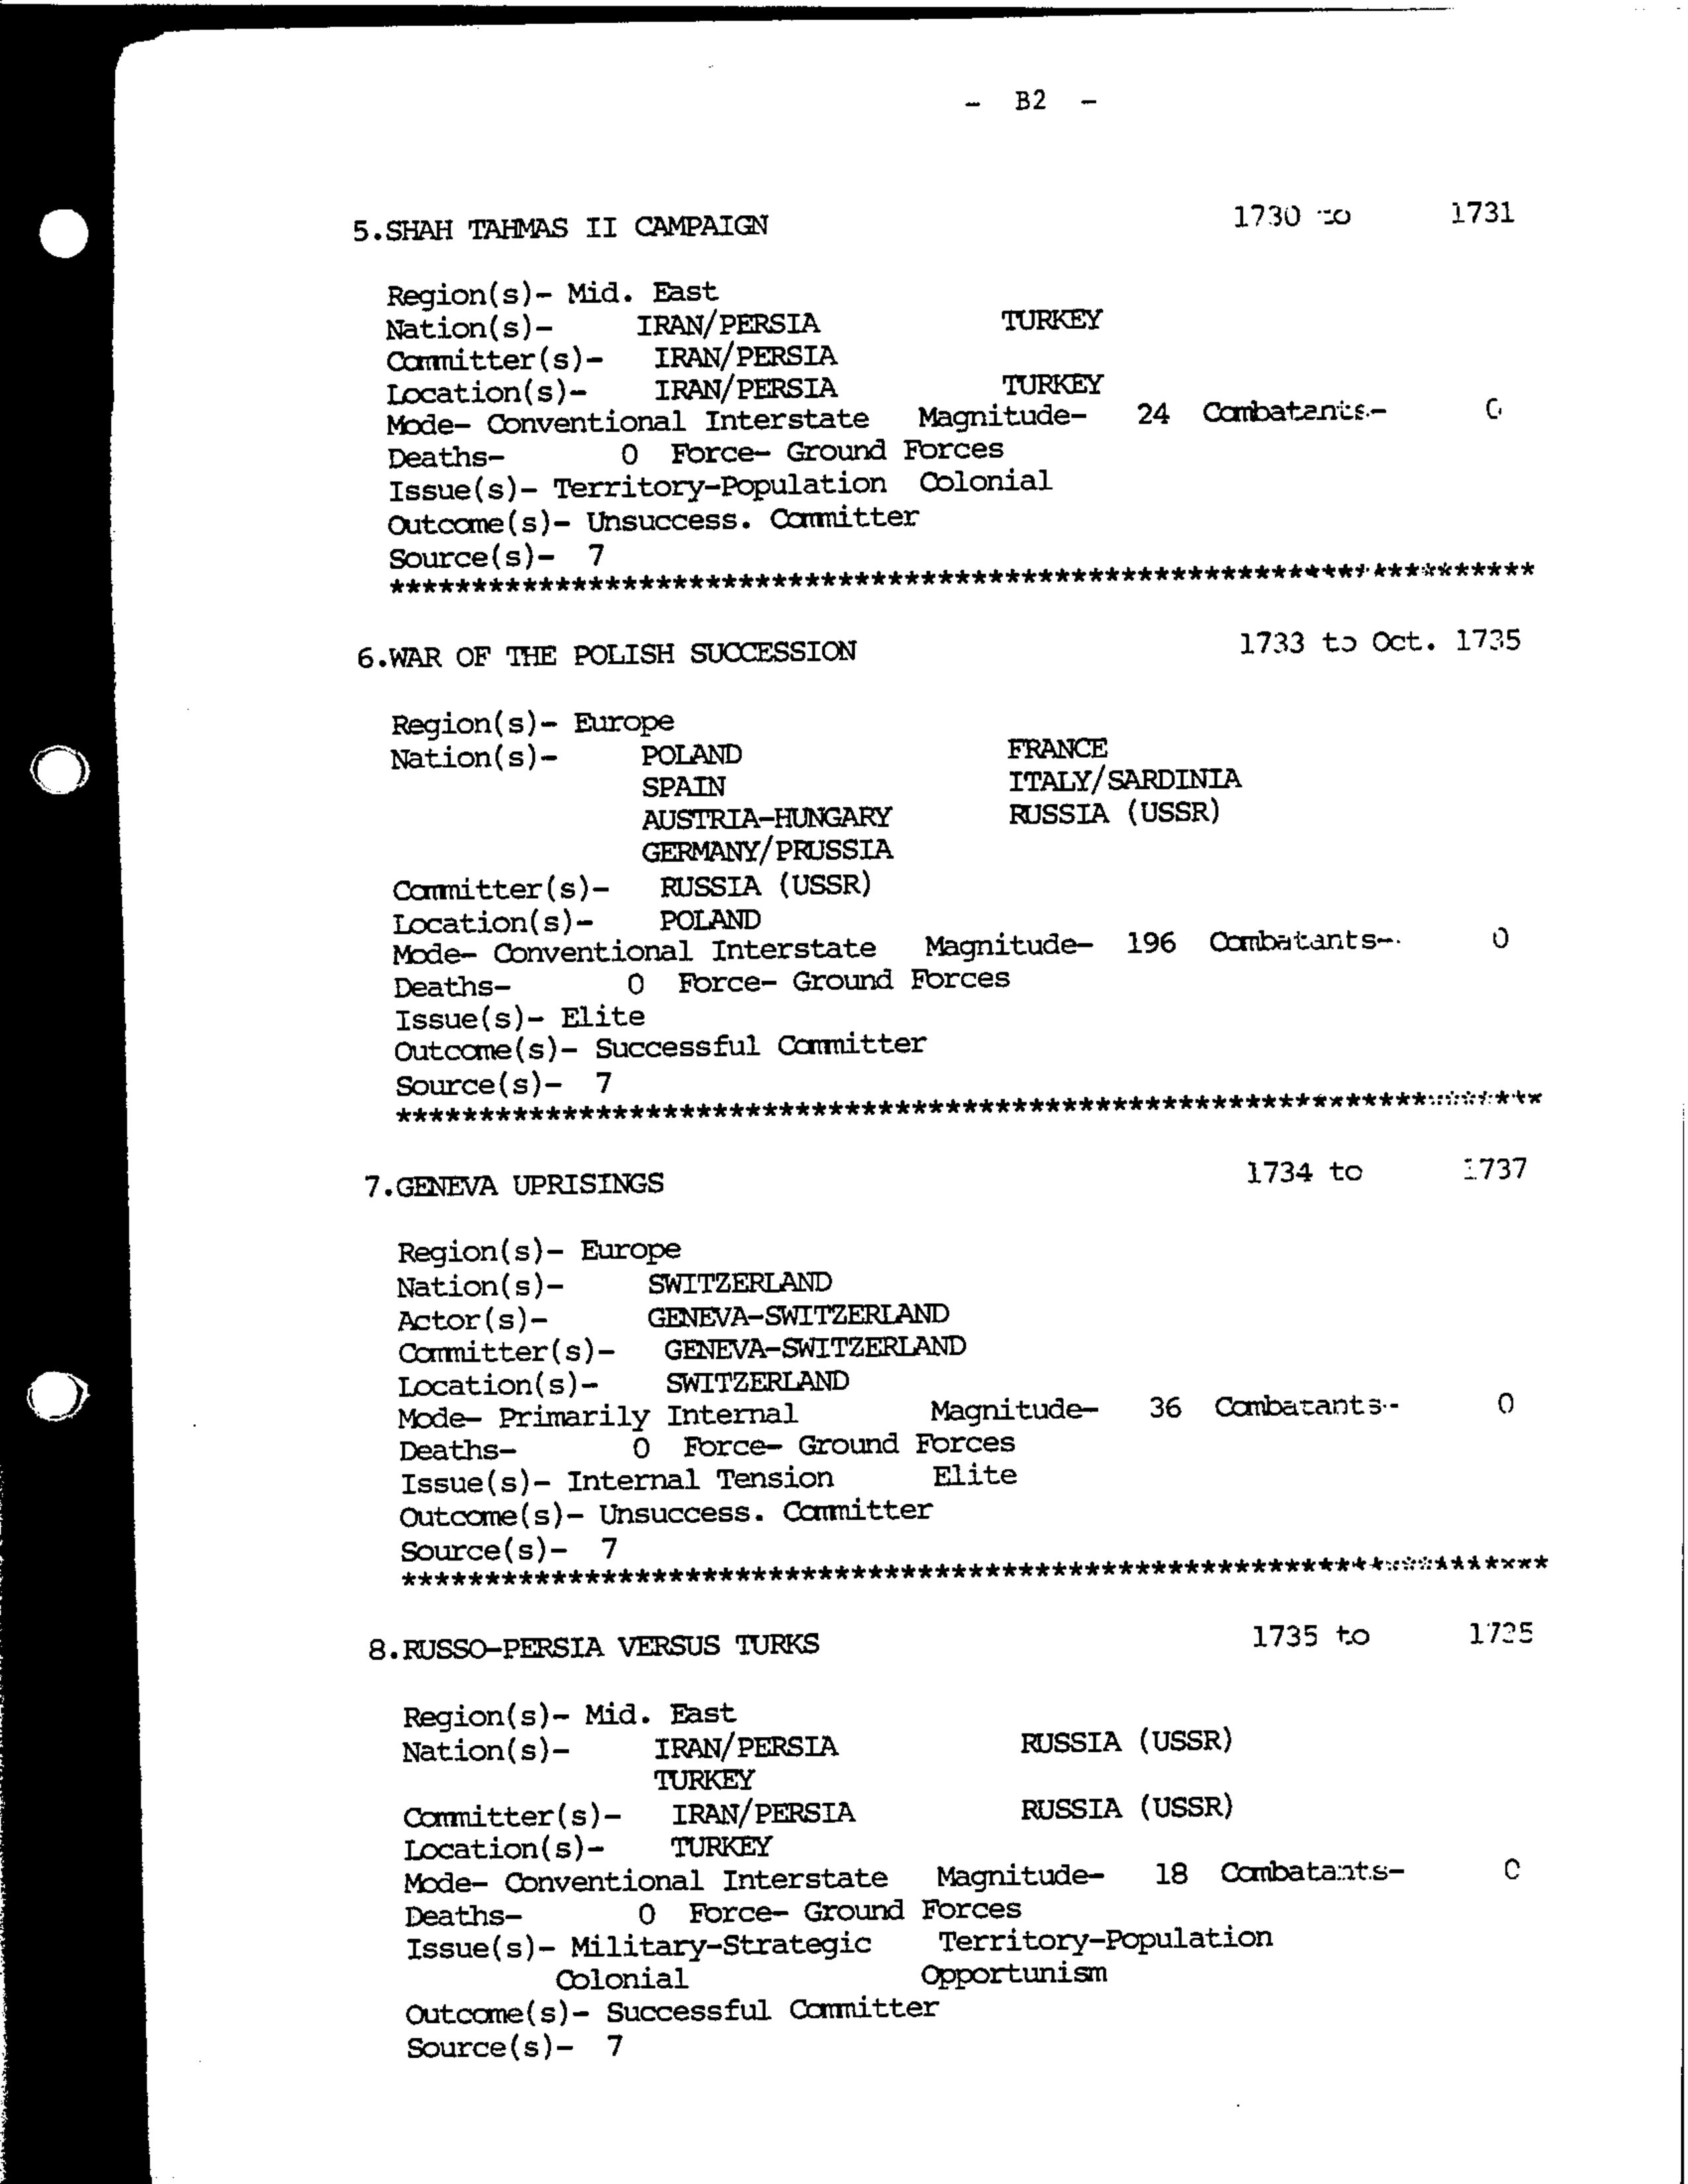 - B2 -
5.SHAH TAHMAS II CAMPAIGN 1730 to 1731
Region(s)- Mid. East
Nation(s)- IRAN/PERSIA TURKEY
Committer(s)- IRAN/PERSIA
Location(s)- IRAN/PERSIA TURKEY
Mode- Conventional Interstate Magnitude- 24 Combatants- 0
Deaths- 0 Force- Ground Forces
Issue(s)- Territory-Population Colonial
Outcome(s)- Unsuccess. Committer
Source(s)- 7
*********************************************************************
6.WAR OF THE POLISH SUCCESSION 1733 to Oct. 1735
Region(s)- Europe
Nation(s)- POLAND FRANCE
SPAIN ITALY/SARDINIA
AUSTRIA-HUNGARY RUSSIA (USSR)
GERMANY/PRUSSIA
Committer(s)- RUSSIA (USSR)
Location(s)- POLAND
Mode- Conventional Interstate Magnitude- 196 Combatants- 0
Deaths- 0 Force- Ground Forces
Issue(s)- Elite
Outcome(s)- Successful Committer
Source(s)- 7
*********************************************************************
7.GENEVA UPRISINGS 1734 to 1737
Region(s)- Europe
Nation(s)- SWITZERLAND
Actor(s)- GENEVA-SWITZERLAND
Committer(s)- GENEVA-SWITZERLAND
Location(s)- SWITZERLAND
Mode- Primarily Internal Magnitude- 36 Combatants- 0
Deaths- 0 Force- Ground Forces
Issue(s)- Internal Tension Elite
Outcome(s)- Unsuccess. Committer
Source(s)- 7
*********************************************************************
8.RUSSO-PERSIA VERSUS TURKS 1735 to 1735
Region(s)- Mid. East
Nation(s)- IRAN/PERSIA RUSSIA (USSR)
TURKEY
Committer(s)- IRAN/PERSIA RUSSIA (USSR)
Location(s)- TURKEY
Mode- Conventional Interstate Magnitude- 18 Combatants- 0
Deaths- 0 Force- Ground Forces
Issue(s)- Military-Strategic Territory-Population
Colonial Opportunism
Outcome(s)- Successful Committer
Source(s)- 7